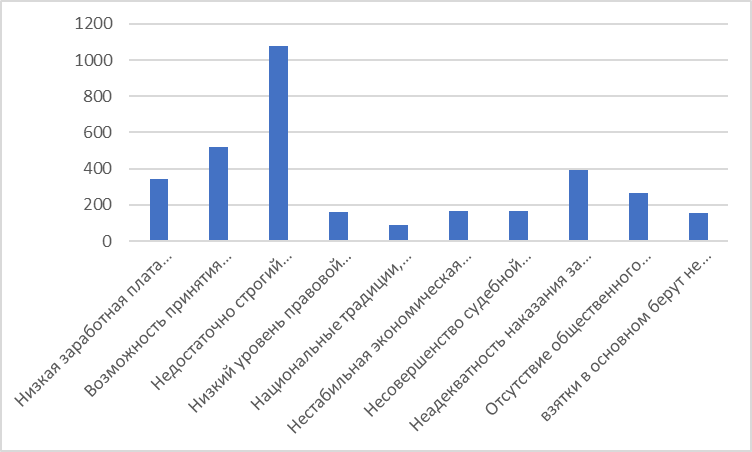 1200
1000
800
600
400
200
0
Низкая заработная плата...
Возможность принятия...
Недостаточно строгий...
Низкий уровень правовой...
Национальные традиции,...
Нестабильная экономическая...
Несовершенство судебной...
Неадекватность наказания за...
Отсутствие общественного...
взятки в основном берут не...